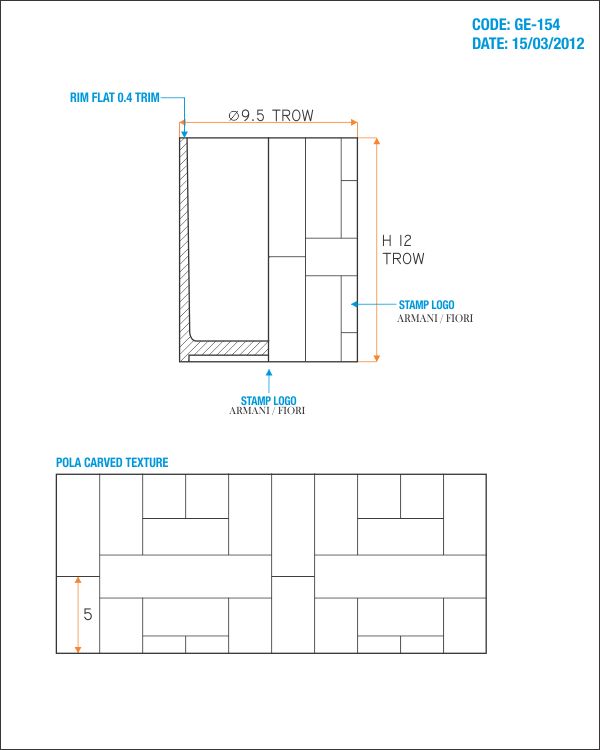 CODE: GE-154
DATE: 15/03/2012
RIM FLAT 0.4 TRIM
∅9.5 TROW
H 12
TROW
STAMP LOGO
ARMANI / FIORI
STAMP LOGO
ARMANI / FIORI
POLA CARVED TEXTURE
5